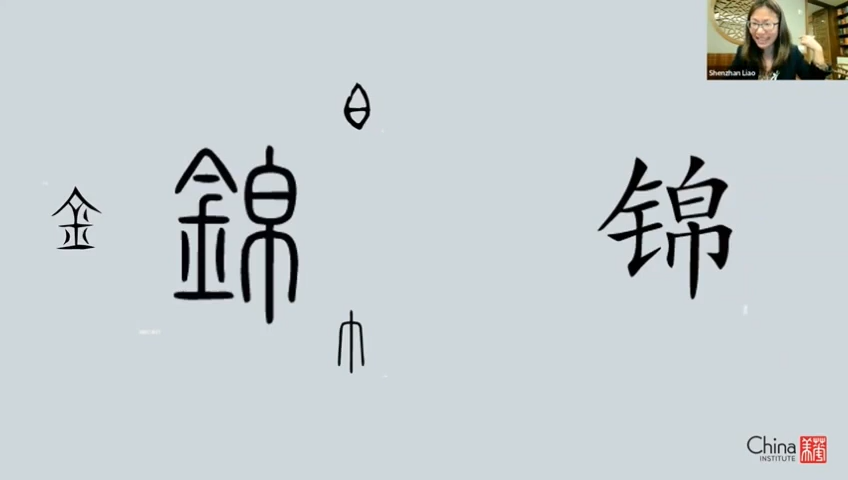 Shenzhan Liao
金
錦
白
巾
锦
China
INSTITUTE